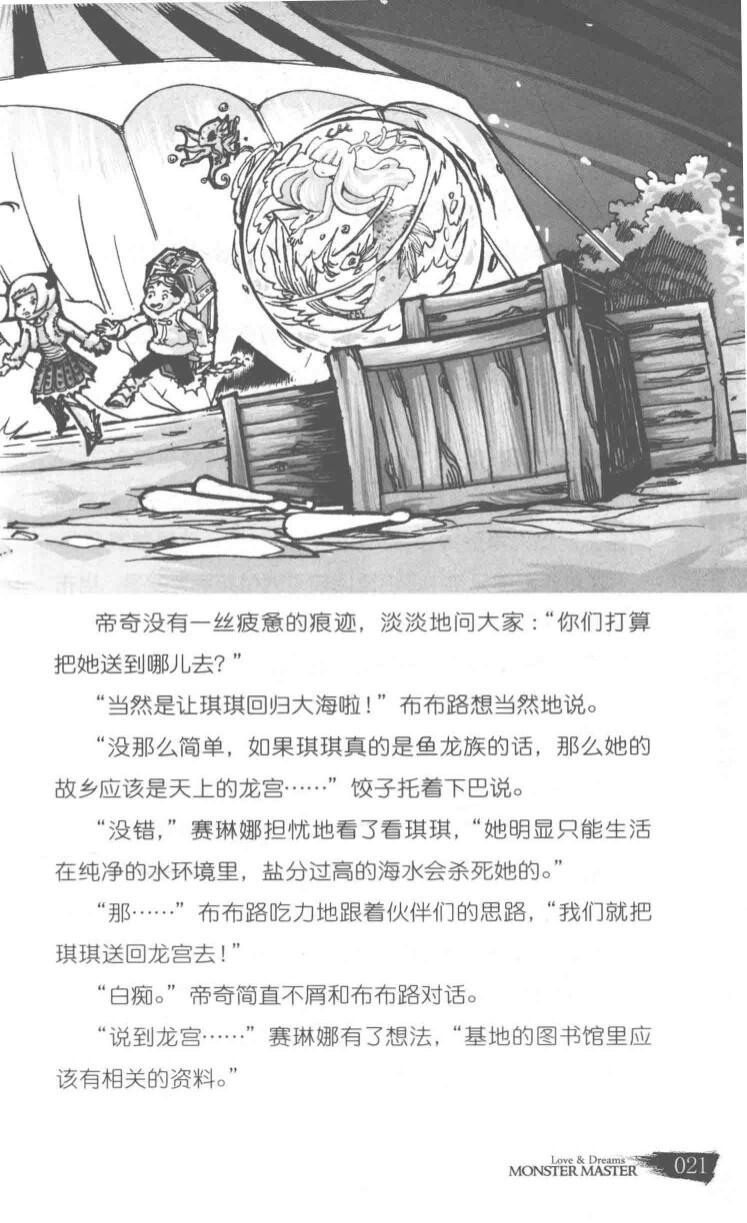 帝奇没有一丝疲惫的痕迹，淡淡地问大家：“你们打算
把她送到哪儿去？”
“当然是让琪琪回归大海啦！”布布路想当然地说。
“没那么简单，如果琪琪真的是鱼龙族的话，那么她的
故乡应该是天上的龙宫……”饺子托着下巴说。
“没错，”赛琳娜担忧地看了看琪琪，“她明显只能生活
在纯净的水环境里，盐分过高的海水会杀死她的。”
“那……”布布路吃力地跟着伙伴们的思路，“我们就把
琪琪送回龙宫去！”
“白痴。”帝奇简直不屑和布布路对话。
“说到龙宫……”赛琳娜有了想法，“基地的图书馆里应
该有相关的资料。”
Love & Dreams
MONSTER MASTER 021